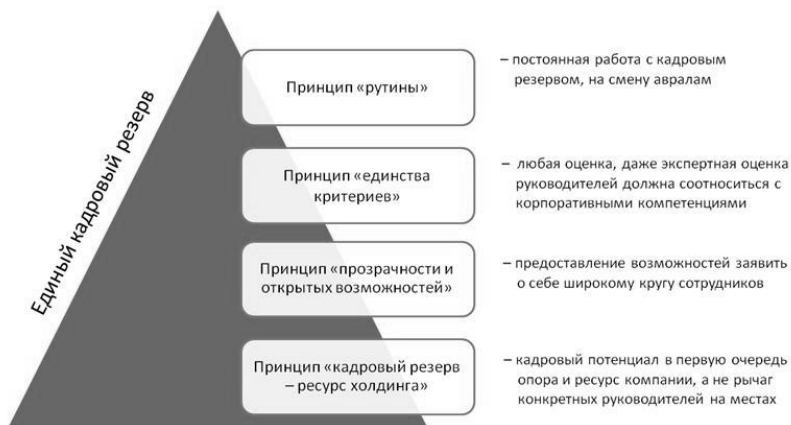 Единый кадровый резерв
Принцип «рутины»
– постоянная работа с кадровым
резервом, на смену авралам
Принцип «единства
критериев»
– любая оценка, даже экспертная оценка
руководителей должна соотноситься с
корпоративными компетенциями
Принцип «прозрачности и
открытых возможностей»
– предоставление возможностей заявить
о себе широкому кругу сотрудников
Принцип «кадровый резерв
– ресурс холдинга»
– кадровый потенциал в первую очередь
опора и ресурс компании, а не рычаг
конкретных руководителей на местах